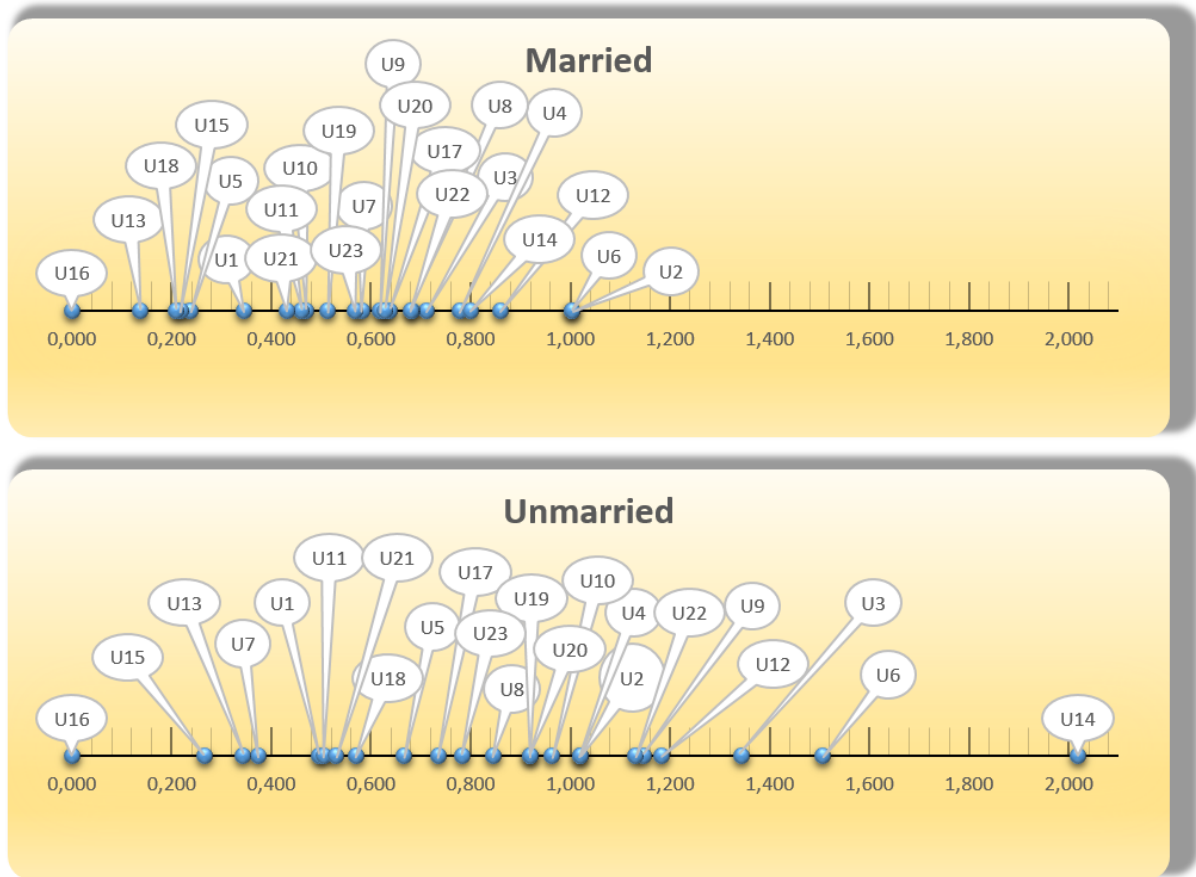 Married
U9
U20
U8
U4
U15
U19
U17
U18
U10
U3
U5
U22
U12
U7
U11
U13
U14
U23
U6
U1
U21
U16
U2
0,000 0,200 0,400 0,600 0,800 1,000 1,200 1,400 1,600 1,800 2,000
Unmarried
U11 U21
U17
U10
U19
U13 U1
U3
U9
U4 U22
U5
U23
U7
U20
U15
U12
U6
U18 U2
U8
U16 U14
0,000 0,200 0,400 0,600 0,800 1,000 1,200 1,400 1,600 1,800 2,000